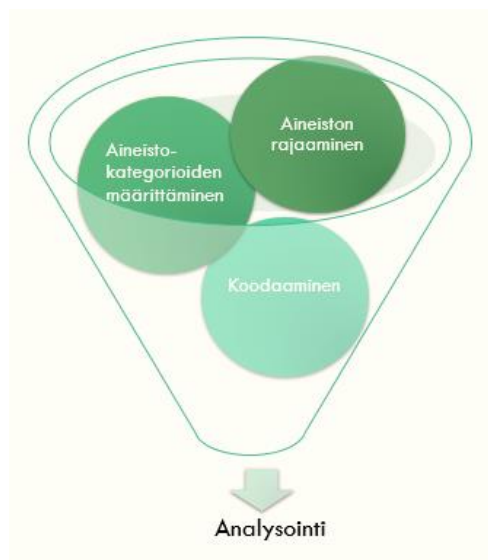 Aineisto-
kategorioiden
määrittäminen
Aineiston
rajaaminen
Koodaaminen
Analysointi